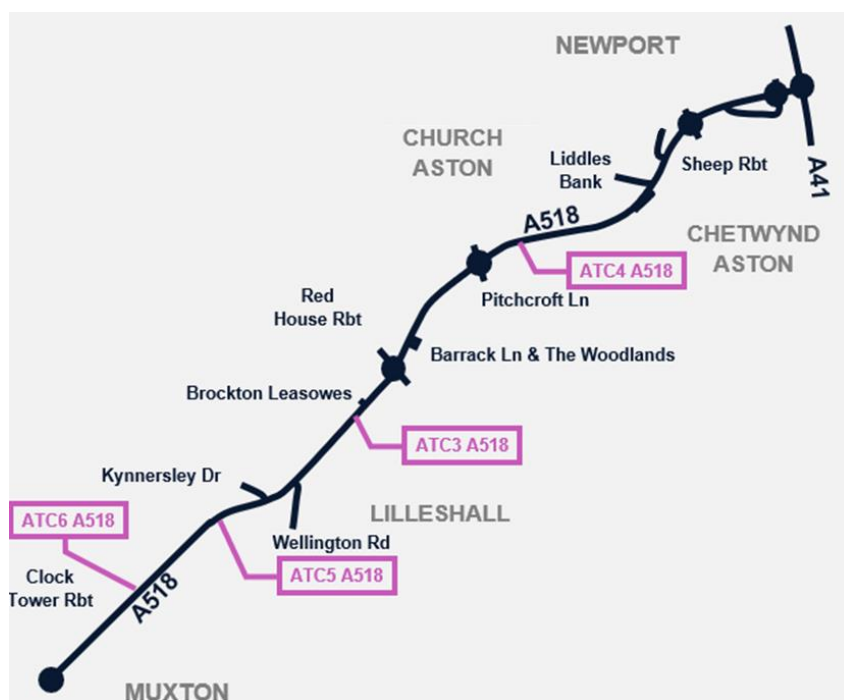 NEWPORT
CHURCH
ASTON
Liddles
Bank
Sheep Rbt
A41
A518
CHETWYND
ASTON
ATC4 A518
Pitchcroft Ln
Red
House Rbt
Barrack Ln & The Woodlands
Brockton Leasowes
ATC3 A518
Kynnersley Dr
LILLESHALL
ATC6 A518
Wellington Rd
ATC5 A518
Clock
Tower Rbt
A518
MUXTON